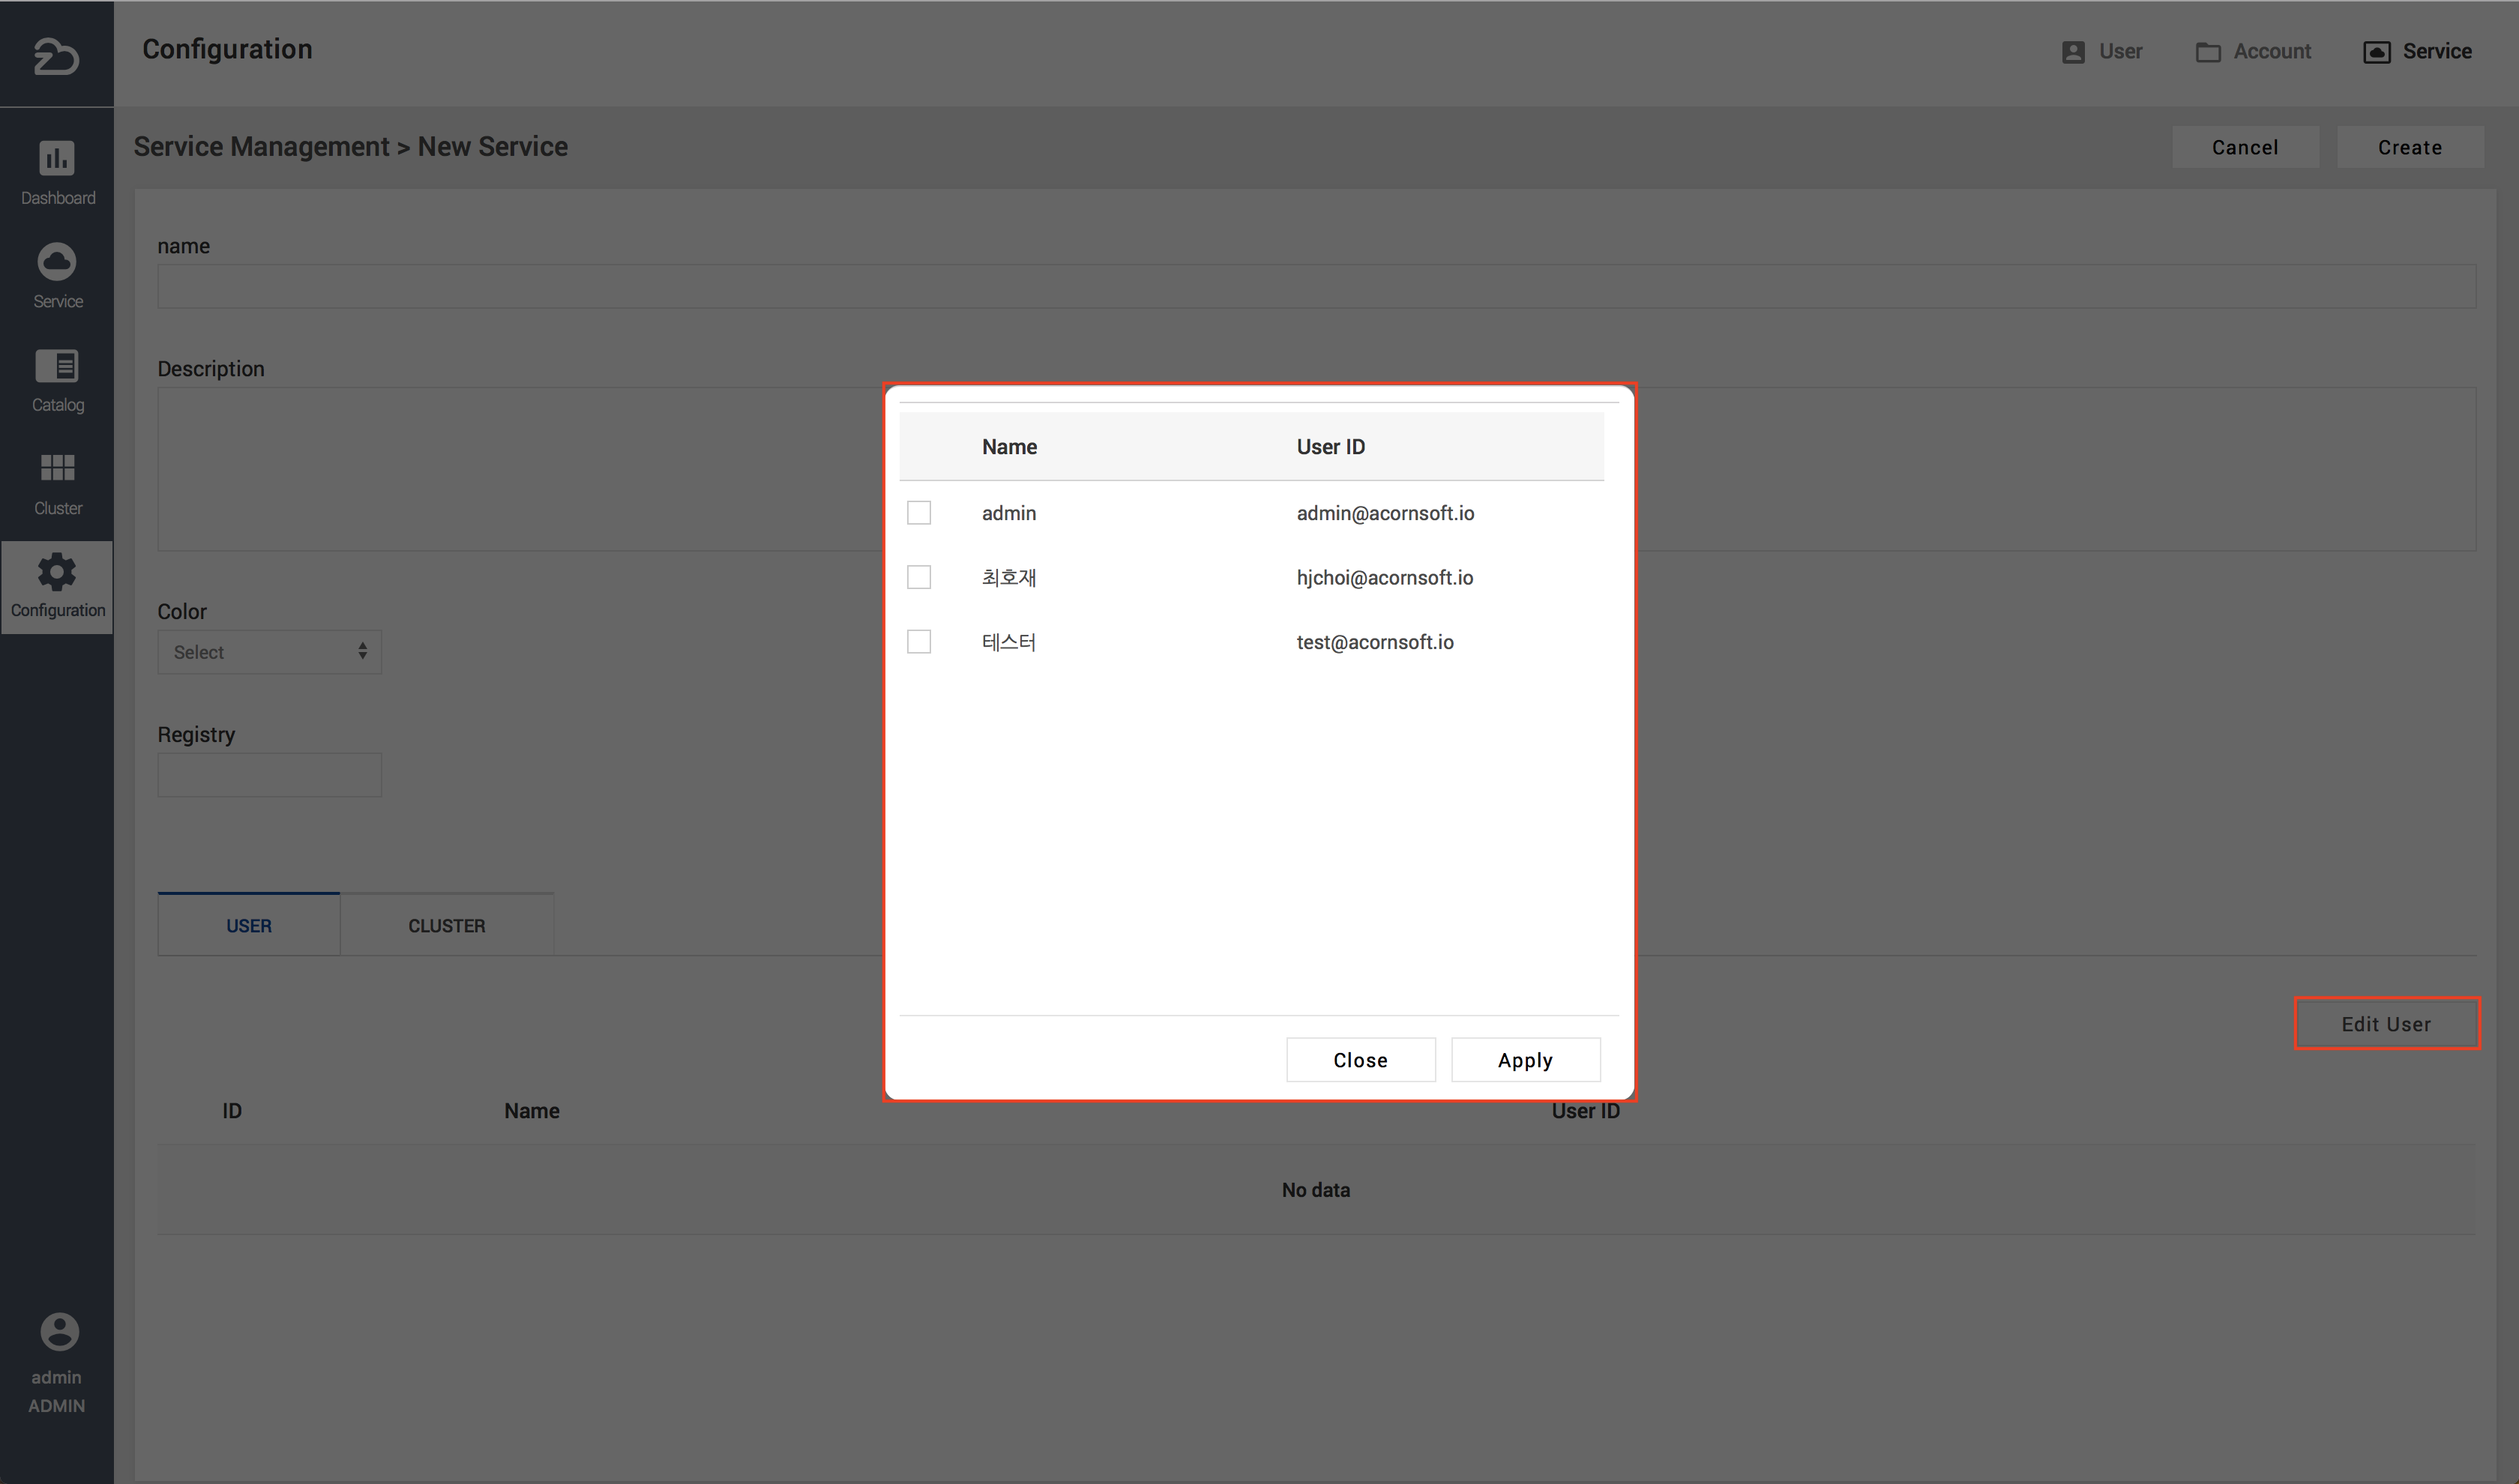 Configuration
User
Account
Service
Service Management > New Service
Cancel
Create
Dashboard
Service
Catalog
Cluster
Configuration
name
Description
Color
Select
Registry
USER
CLUSTER
Edit User
ID
Name
User ID
No data
Name
User ID
admin
admin@acornsoft.io
최호재
hjchoi@acornsoft.io
테스터
test@acornsoft.io
Close
Apply
admin
ADMIN